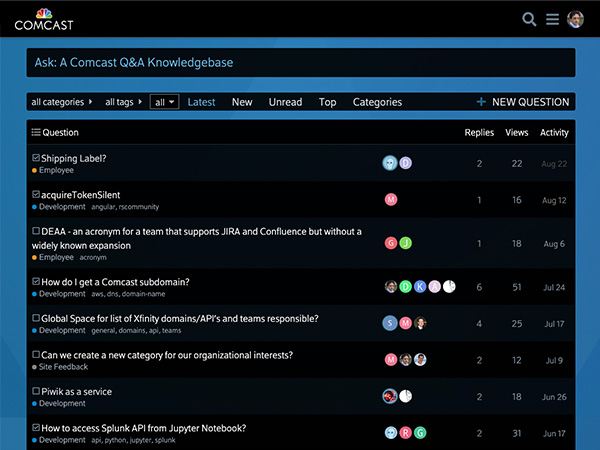 COMCAST
Ask: A Comcast Q&A Knowledgebase
all categories all tags all Latest New Unread Top Categories + NEW QUESTION
Question Replies Views Activity
Shipping Label? D 2 22 Aug 22
Employee
acquireTokenSilent M 1 16 Aug 12
Development angular, rscommunity
DEAA - an acronym for a team that supports JIRA and Confluence but without a
widely known expansion G J 1 18 Aug 6
Employee acronym
How do I get a Comcast subdomain? D K A 6 51 Jul 24
Development aws, dns, domain-name
Global Space for list of Xfinity domains/API's and teams responsible? S M 4 25 Jul 17
Development general, domains, api, teams
Can we create a new category for our organizational interests? M 2 12 Jul 9
Site Feedback
Piwik as a service 2 18 Jun 26
Development
How to access Splunk API from Jupyter Notebook? R G 2 31 Jun 17
Development api, python, jupyter, splunk